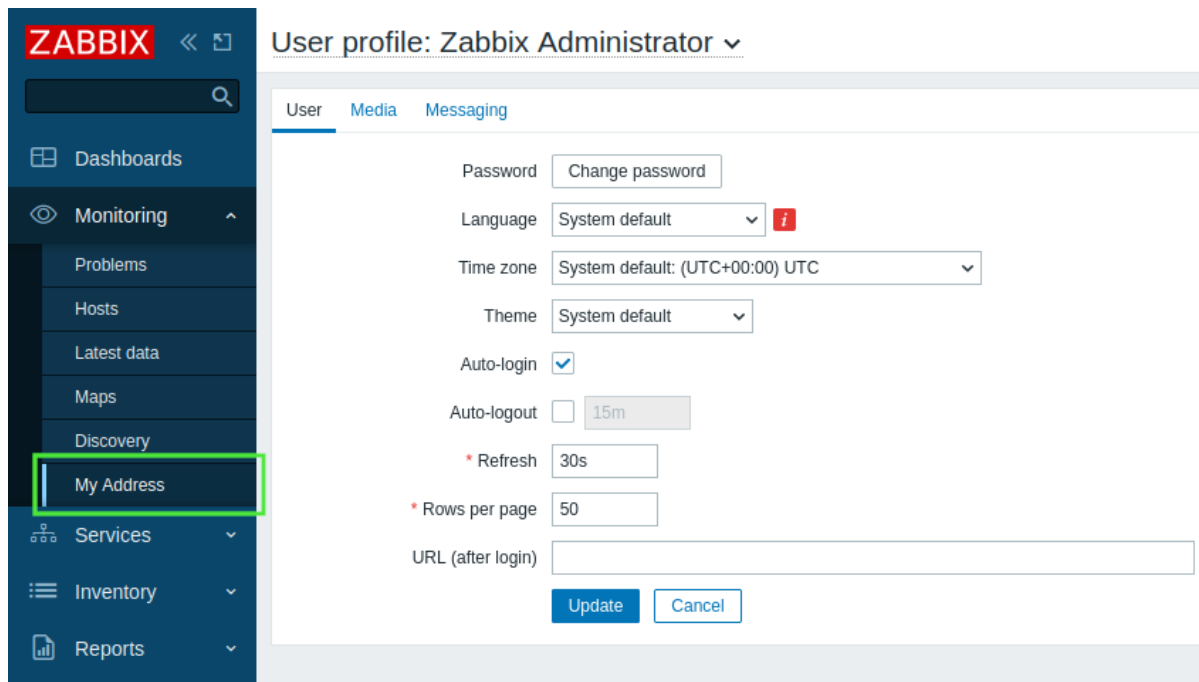 ZABBIX
Dashboards
Monitoring
Problems
Hosts
Latest data
Maps
Discovery
My Address
Services
Inventory
Reports
User profile: Zabbix Administrator
User Media Messaging
Password Change password
Language System default i
Time zone System default: (UTC+00:00) UTC
Theme System default
Auto-login
Auto-logout 15m
* Refresh 30s
* Rows per page 50
URL (after login)
Update Cancel